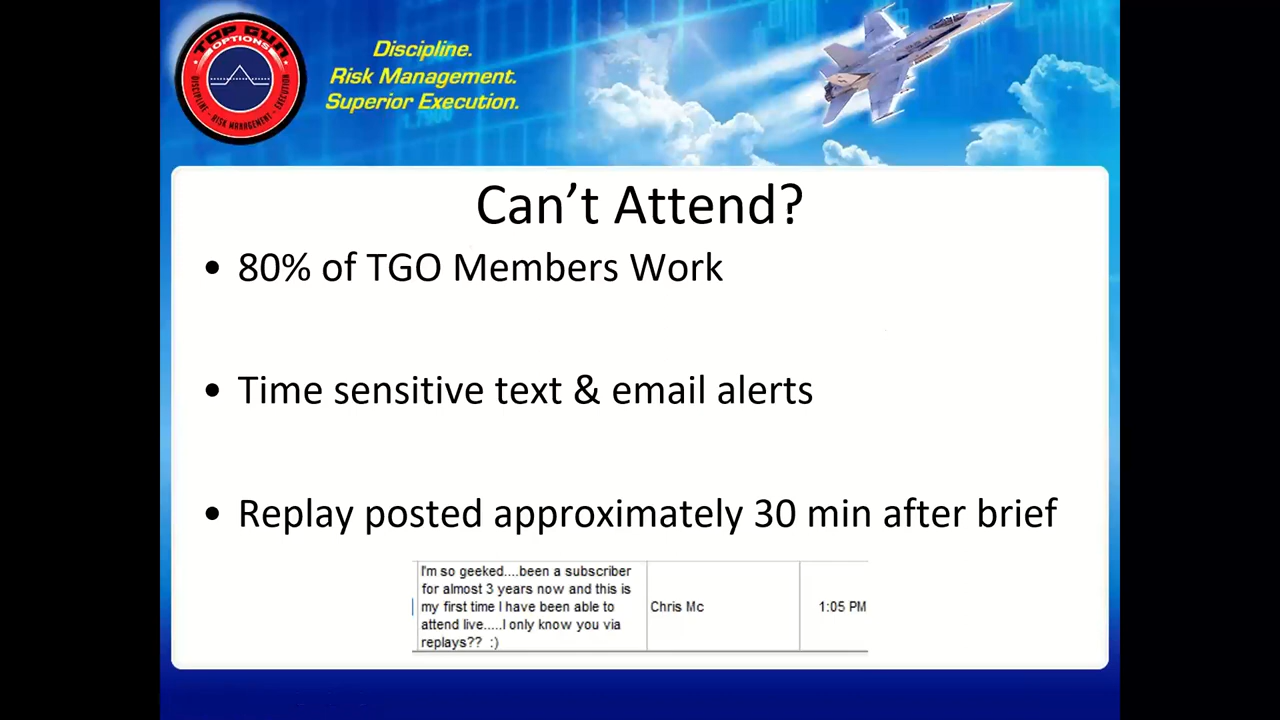 TOP GUN
OPTIONS
DISCIPLINE - RISK MANAGEMENT - EXECUTION
Discipline.
Risk Management.
Superior Execution.
Can’t Attend?
• 80% of TGO Members Work
• Time sensitive text & email alerts
• Replay posted approximately 30 min after brief
I'm so geeked....been a subscriber
for almost 3 years now and this is
my first time I have been able to
attend live.....I only know you via
replays?? :)
Chris Mc
1:05 PM